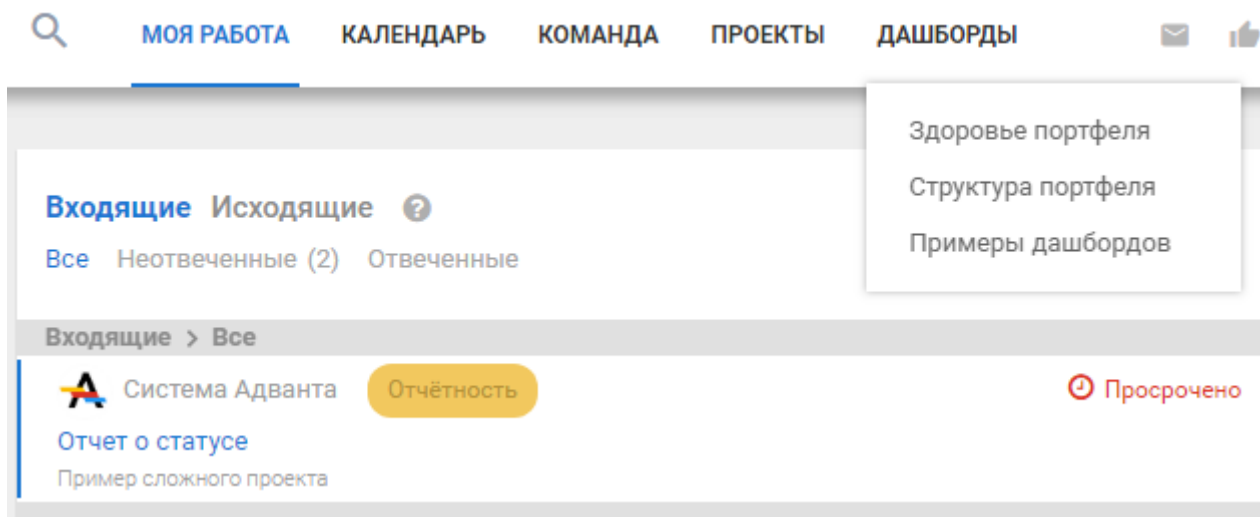 МОЯ РАБОТА КАЛЕНДАРЬ КОМАНДА ПРОЕКТЫ ДАШБОРДЫ
Здоровье портфеля
Структура портфеля
Примеры дашбордов
Входящие Исходящие ?
Все Неотвеченные (2) Отвеченные
Входящие > Все
Система Адванта Отчётность Просрочено
Отчет о статусе
Пример сложного проекта